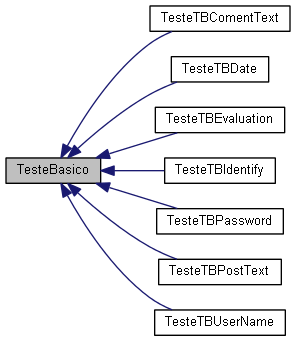 TesteTBComentText
TesteTBDate
TesteTBEvaluation
TesteBasico
TesteTBIdentify
TesteTBPassword
TesteTBPostText
TesteTBUserName